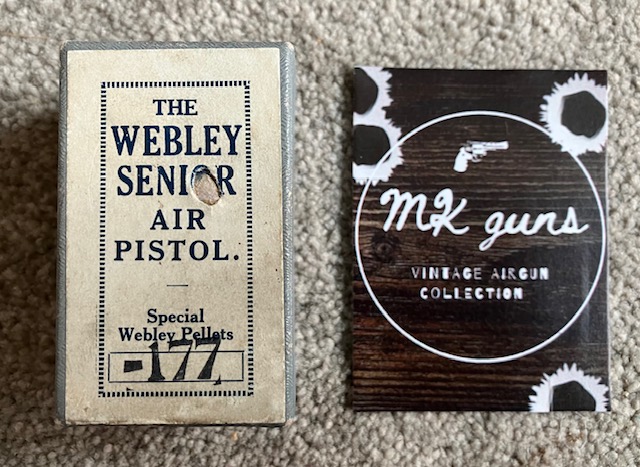 THE
WEBLEY
SENIOR
AIR
PISTOL.
Special
Webley Pellets
-177
MK guns
VINTAGE AIRGUN
COLLECTION